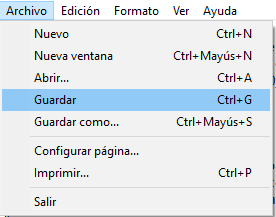 Archivo Edición Formato Ver Ayuda
Nuevo Ctrl+N
Nueva ventana Ctrl+Mayús+N
Abrir... Ctrl+A
Guardar Ctrl+G
Guardar como... Ctrl+Mayús+S
Configurar página...
Imprimir... Ctrl+P
Salir